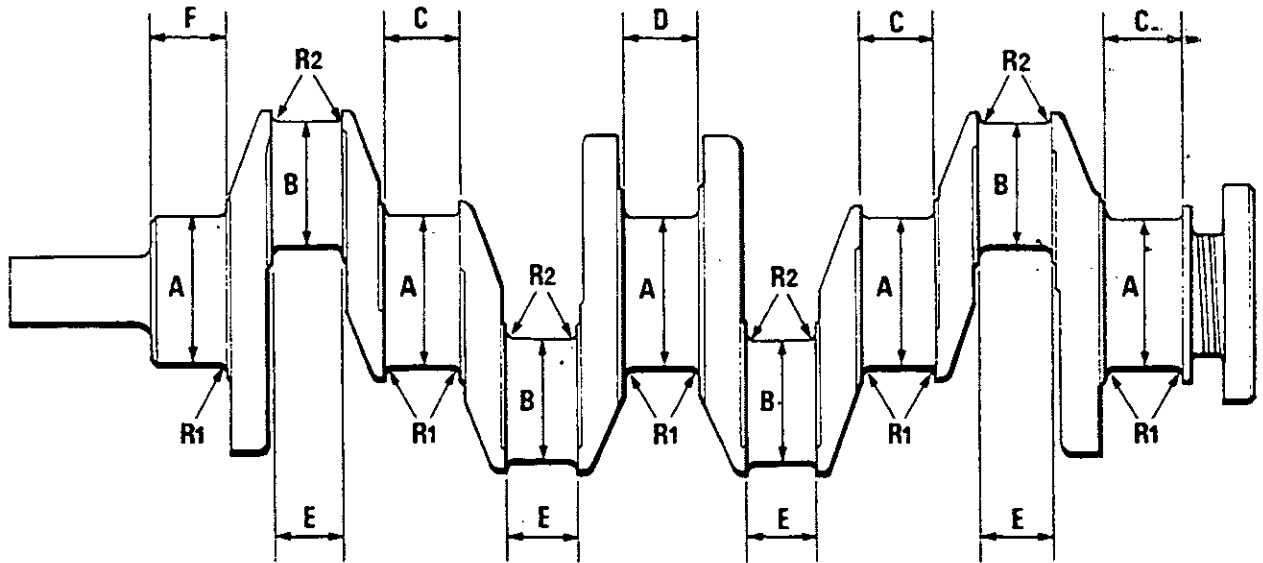 F C D C C
R2 R2
B B
A A A A A
R2 R2
B B
R1 R1 R1 R1 R1
E E E E